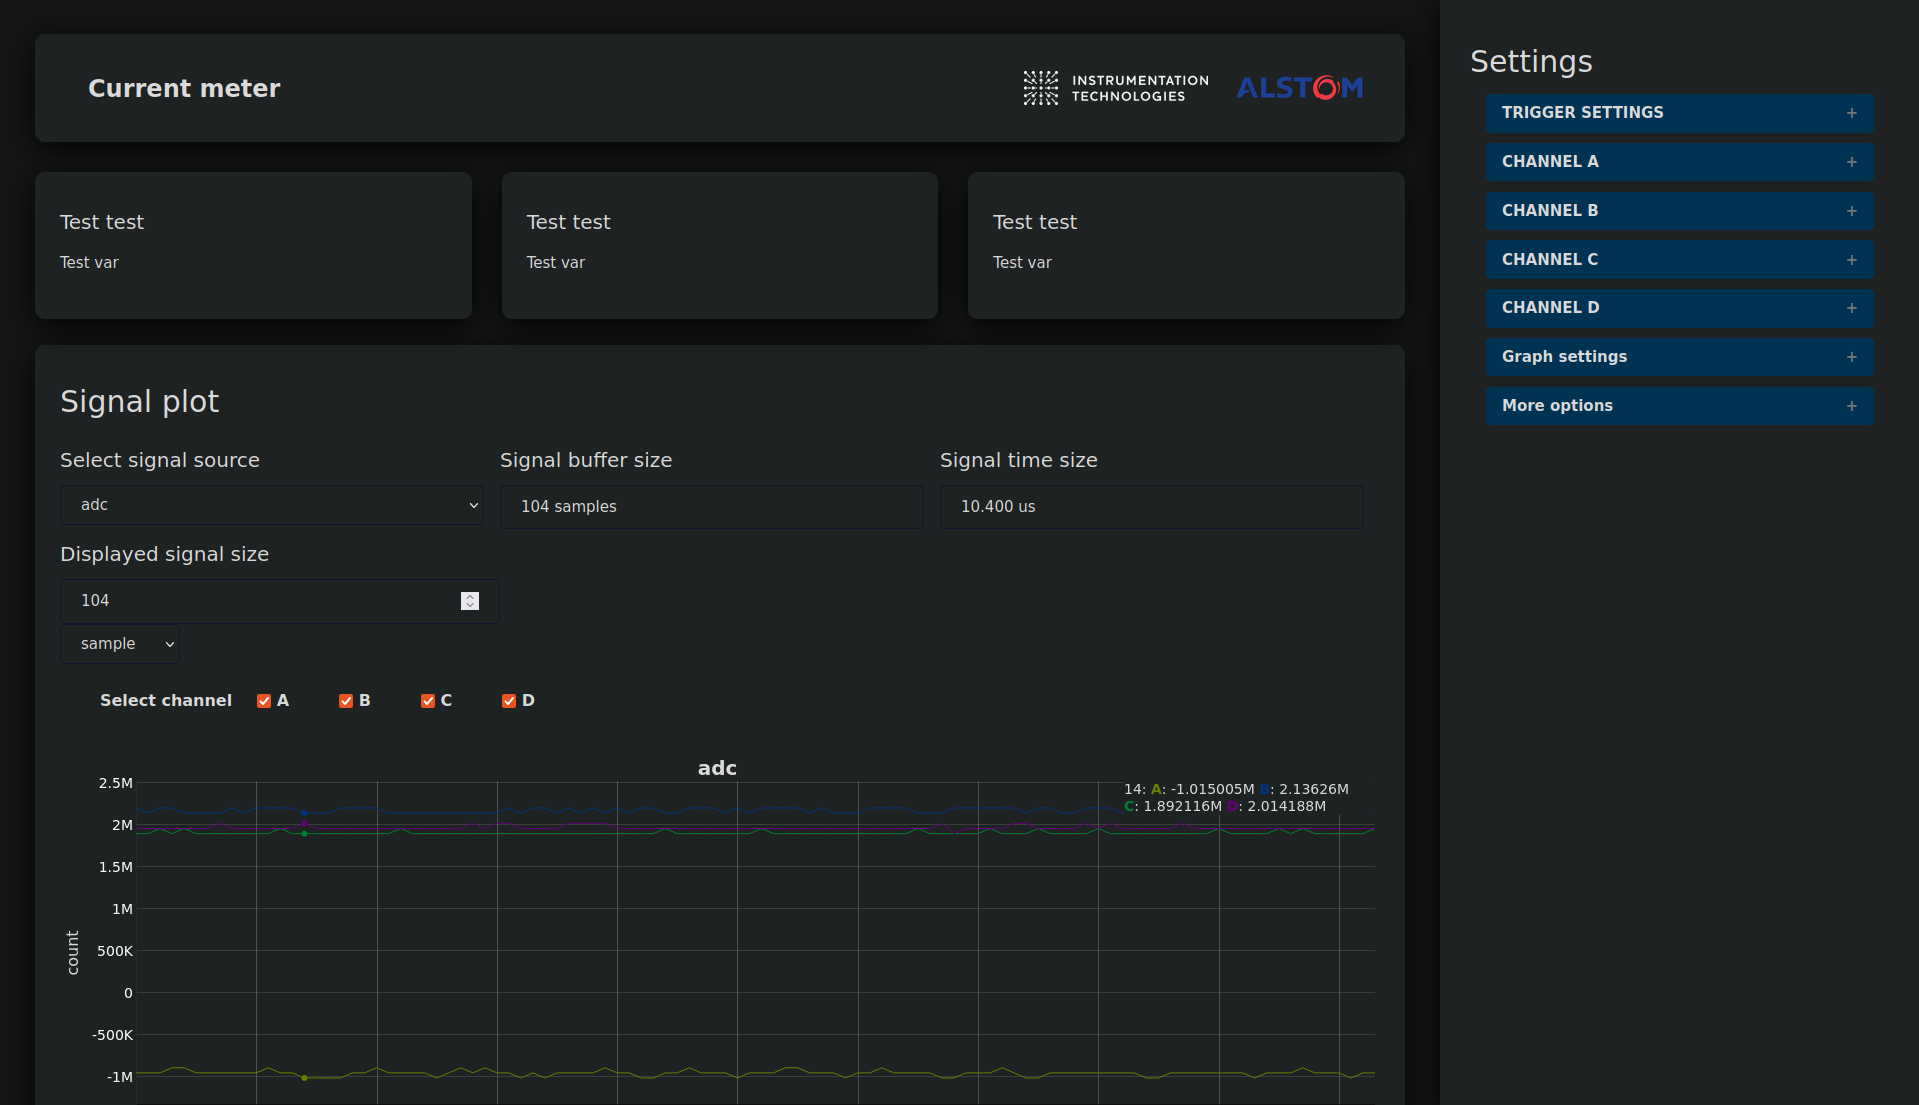 Current meter
INSTRUMENTATION
TECHNOLOGIES
ALSTOM
Test test
Test var
Test test
Test var
Test test
Test var
Signal plot
Select signal source
adc
Signal buffer size
104 samples
Signal time size
10.400 us
Displayed signal size
104
sample
Select channel A B C D
adc
14: A: -1.015005M B: 2.13626M
C: 1.892116M D: 2.014188M
2.5M
2M
1.5M
1M
500K
0
-500K
-1M
count
Settings
TRIGGER SETTINGS +
CHANNEL A +
CHANNEL B +
CHANNEL C +
CHANNEL D +
Graph settings +
More options +